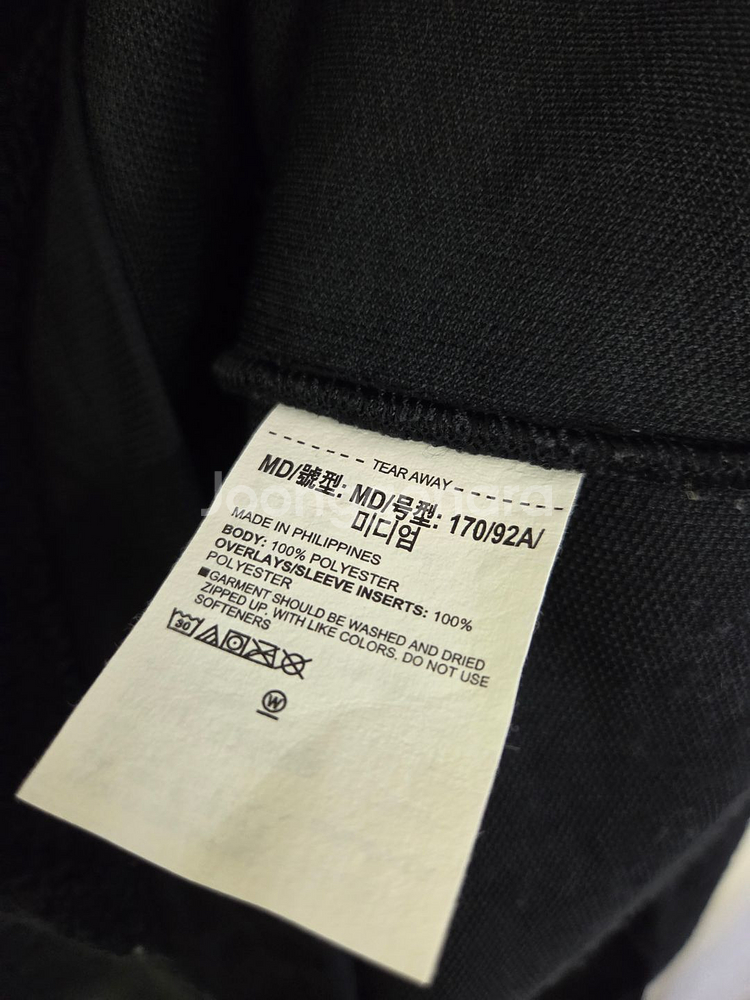 TEAR AWAY
MD/號型: MD/号型: 170/92A/
미디엄
MADE IN PHILIPPINES
BODY: 100% POLYESTER
OVERLAYS/SLEEVE INSERTS: 100%
POLYESTER
■GARMENT SHOULD BE WASHED AND DRIED
ZIPPED UP, WITH LIKE COLORS. DO NOT USE
SOFTENERS
30
W
Joonggonara